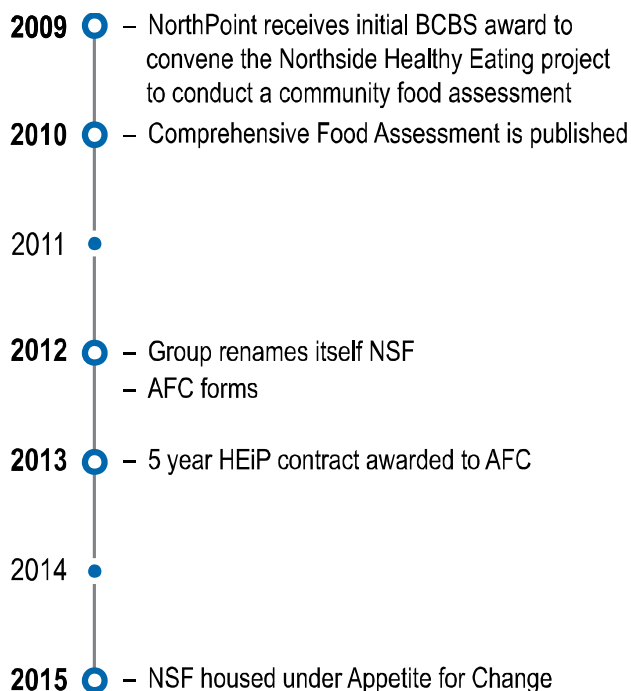 2009 – NorthPoint receives initial BCBS award to
convene the Northside Healthy Eating project
to conduct a community food assessment
2010 – Comprehensive Food Assessment is published
2011
2012 – Group renames itself NSF
– AFC forms
2013 – 5 year HEiP contract awarded to AFC
2014
2015 – NSF housed under Appetite for Change